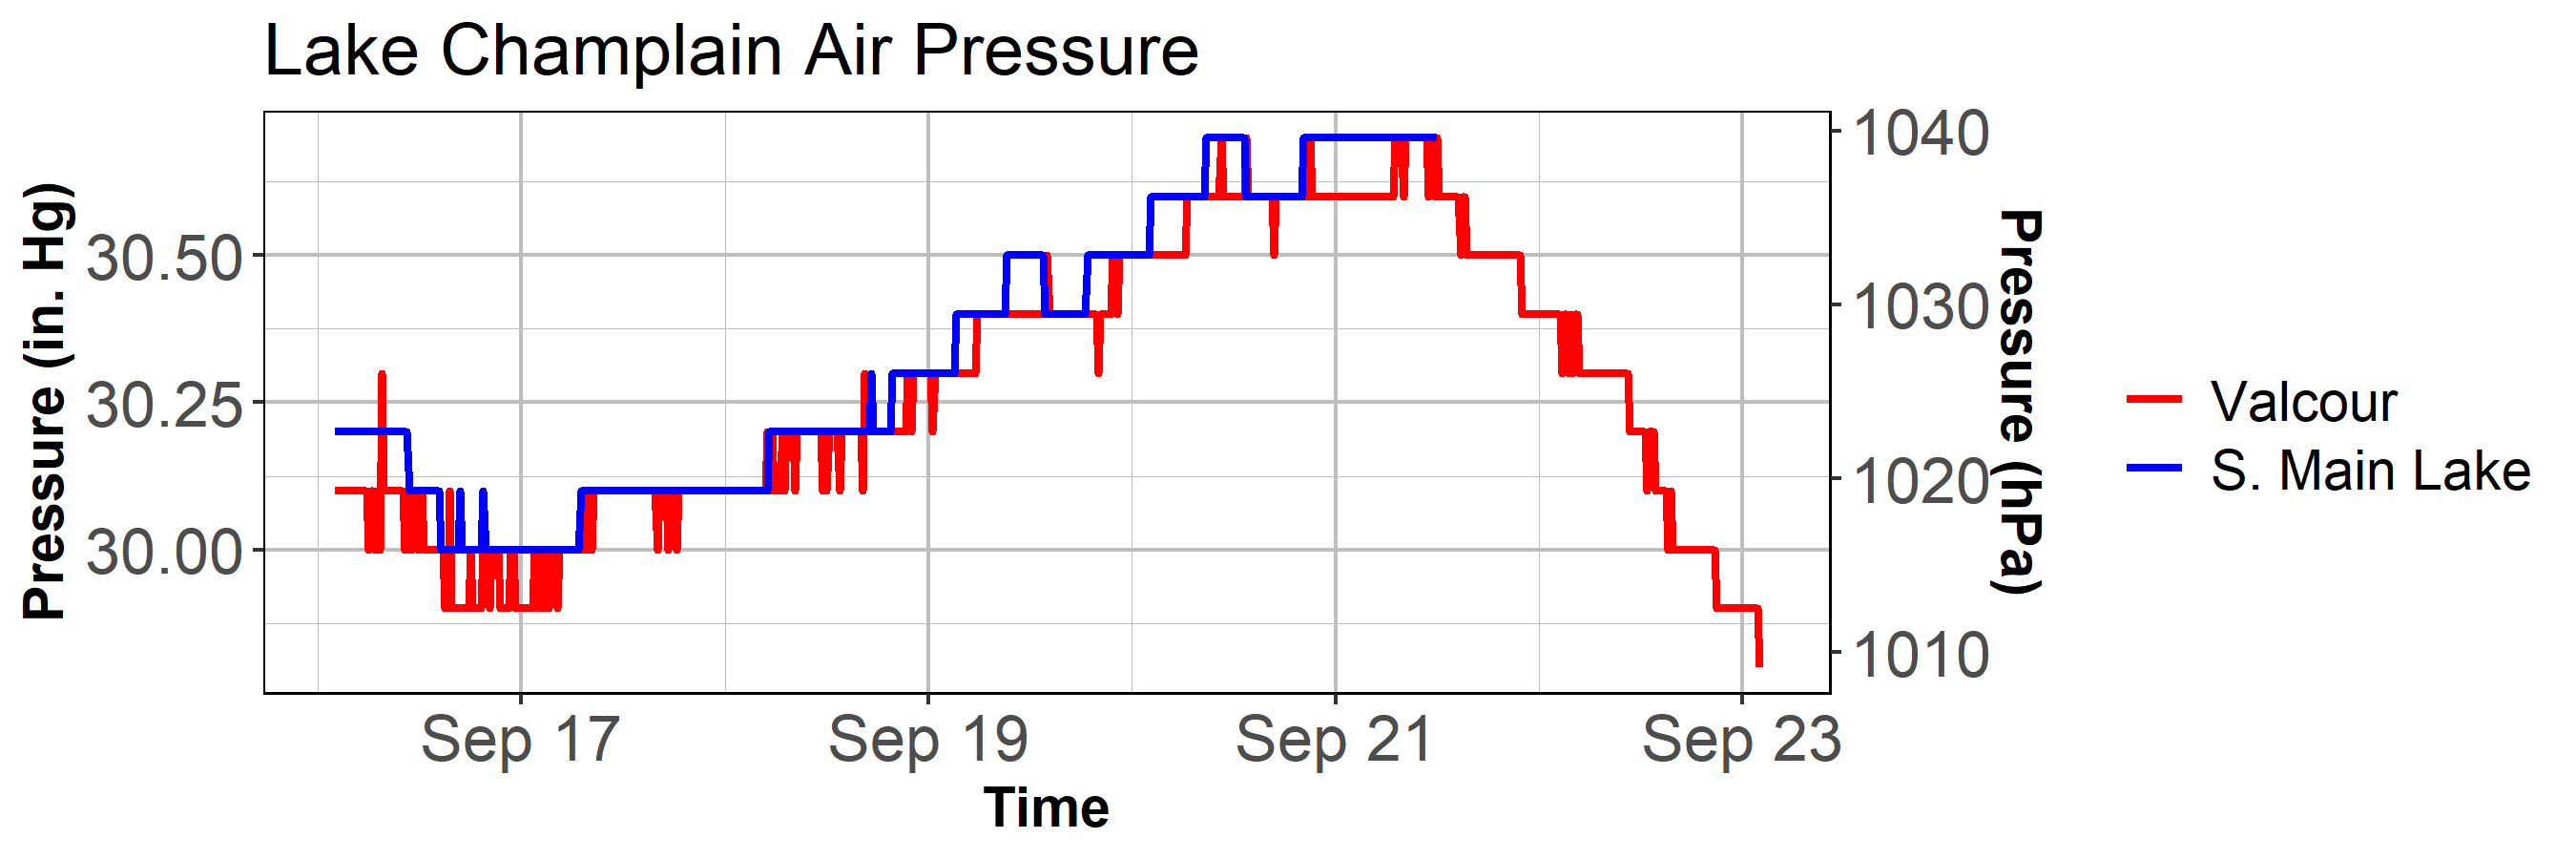 Lake Champlain Air Pressure
Pressure (in. Hg)
30.50
30.25
30.00
1040
1030
1020
1010
Pressure (hPa)
Sep 17
Sep 19
Sep 21
Sep 23
Time
Valcour
S. Main Lake